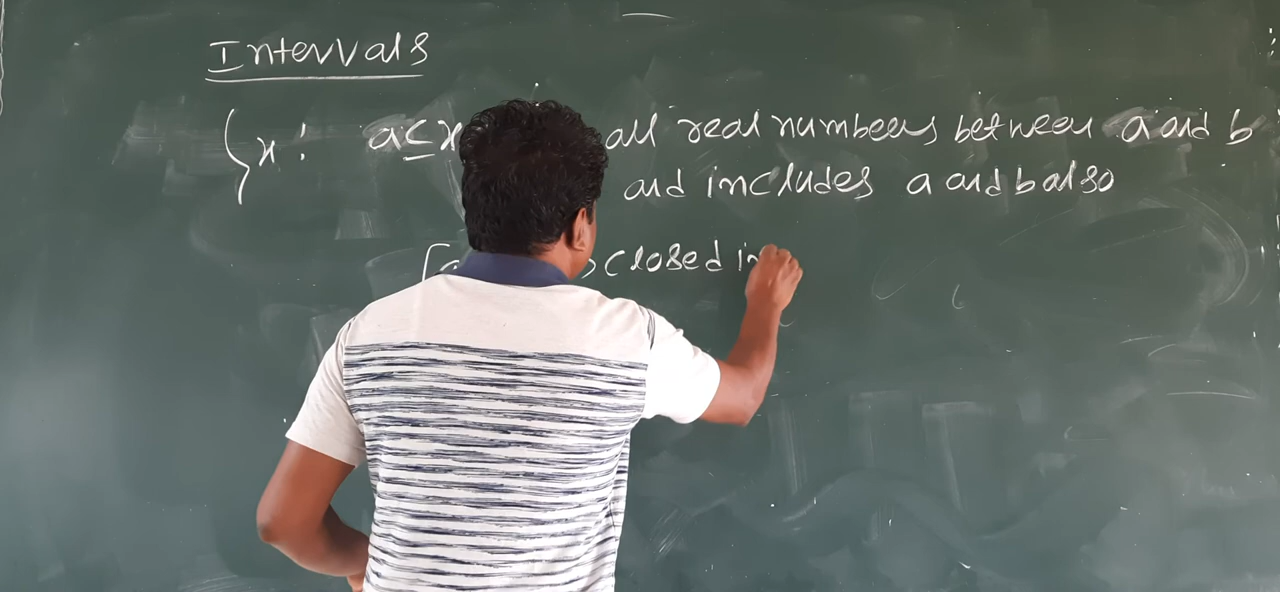 Intervals
{x: a≤x all real numbers between a and b
and includes a and b also
[ closed in